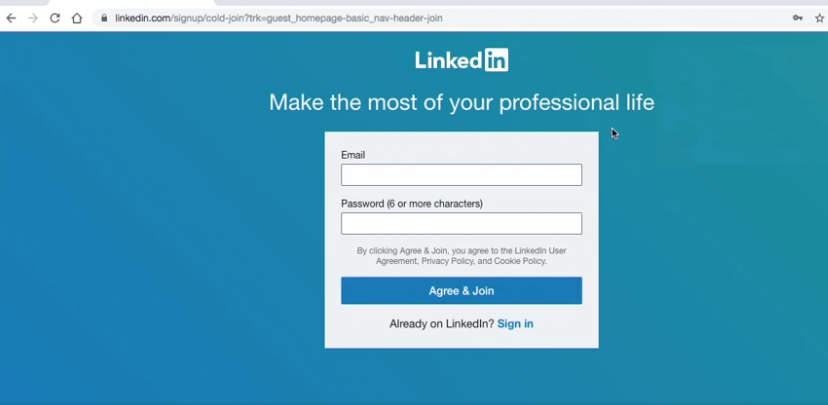 linkedin.com/signup/cold-join?trk=guest_homepage-basic_nav-header-join
Linked in
Make the most of your professional life
Email
Password (6 or more characters)
By clicking Agree & Join, you agree to the LinkedIn User
Agreement, Privacy Policy, and Cookie Policy.
Agree & Join
Already on LinkedIn? Sign in